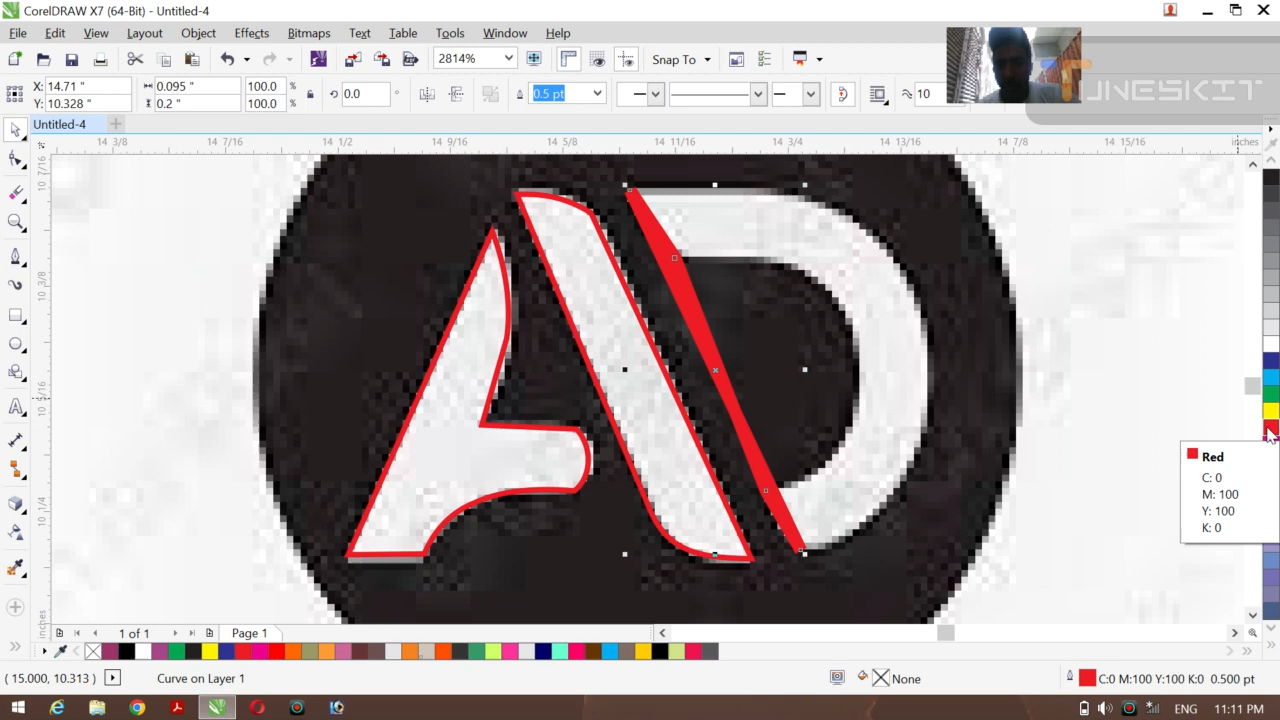 CorelDRAW X7 (64-Bit) - Untitled-4
File Edit View Layout Object Effects Bitmaps Text Table Tools Window Help
2814% Snap To
TUNESKIT
X: 14.71 " 0.095 " 100.0 % 0.0 ° 0.5 pt 10
Y: 10.328 " 0.2 " 100.0 %
Untitled-4
14 3/8 14 7/16 14 1/2 14 9/16 14 5/8 14 11/16 14 3/4 14 13/16 14 7/8 14 15/16 inches
10 7/16
10 3/8
10 5/16
10 1/4
inches
AD
Red
C: 0
M: 100
Y: 100
K: 0
1 of 1 Page 1
( 15.000, 10.313 ) Curve on Layer 1 None C:0 M:100 Y:100 K:0 0.500 pt
ENG 11:11 PM